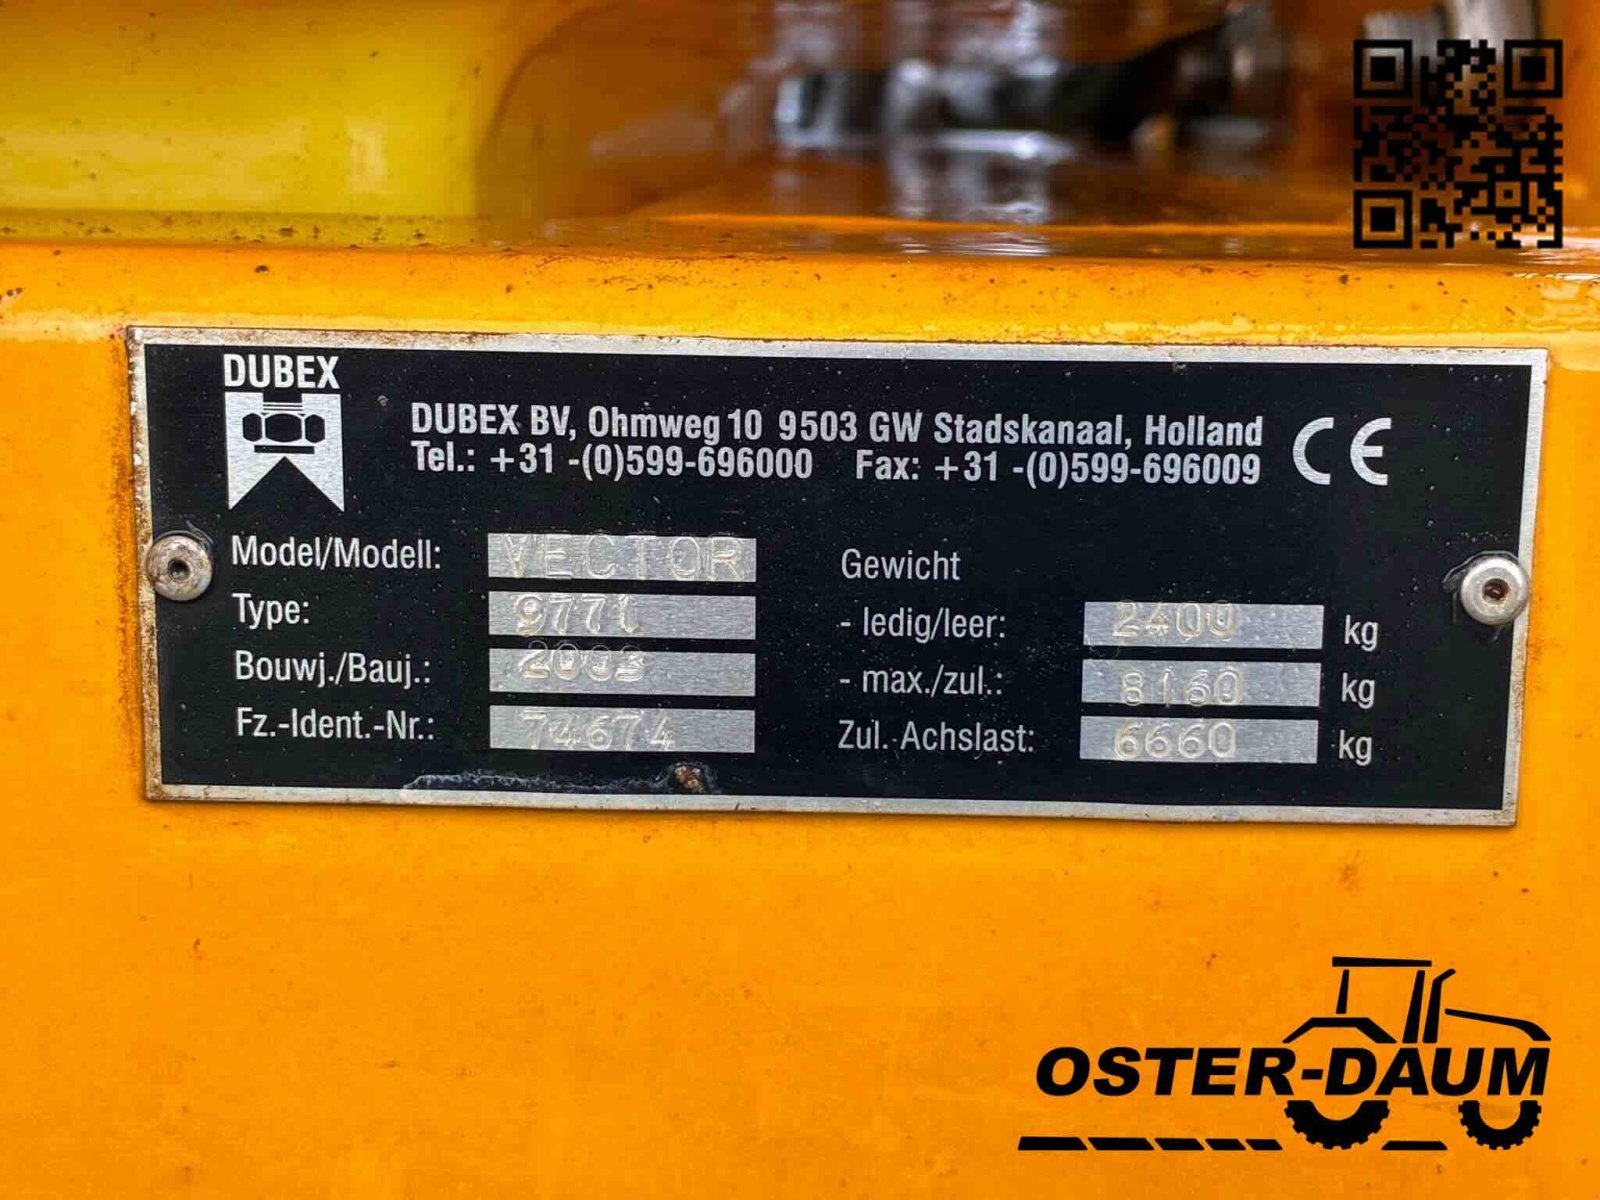 DUBEX
DUBEX BV, Ohmweg 10 9503 GW Stadskanaal, Holland
Tel.: +31 -(0)599-696000 Fax: +31 -(0)599-696009
CE
Model/Modell: VECTOR
Type: 9771
Bouwj./Bauj.: 2003
Fz.-Ident.-Nr.: 74674
Gewicht
- ledig/leer: 2400 kg
- max./zul.: 8160 kg
Zul. Achslast: 6660 kg
OSTER-DAUM